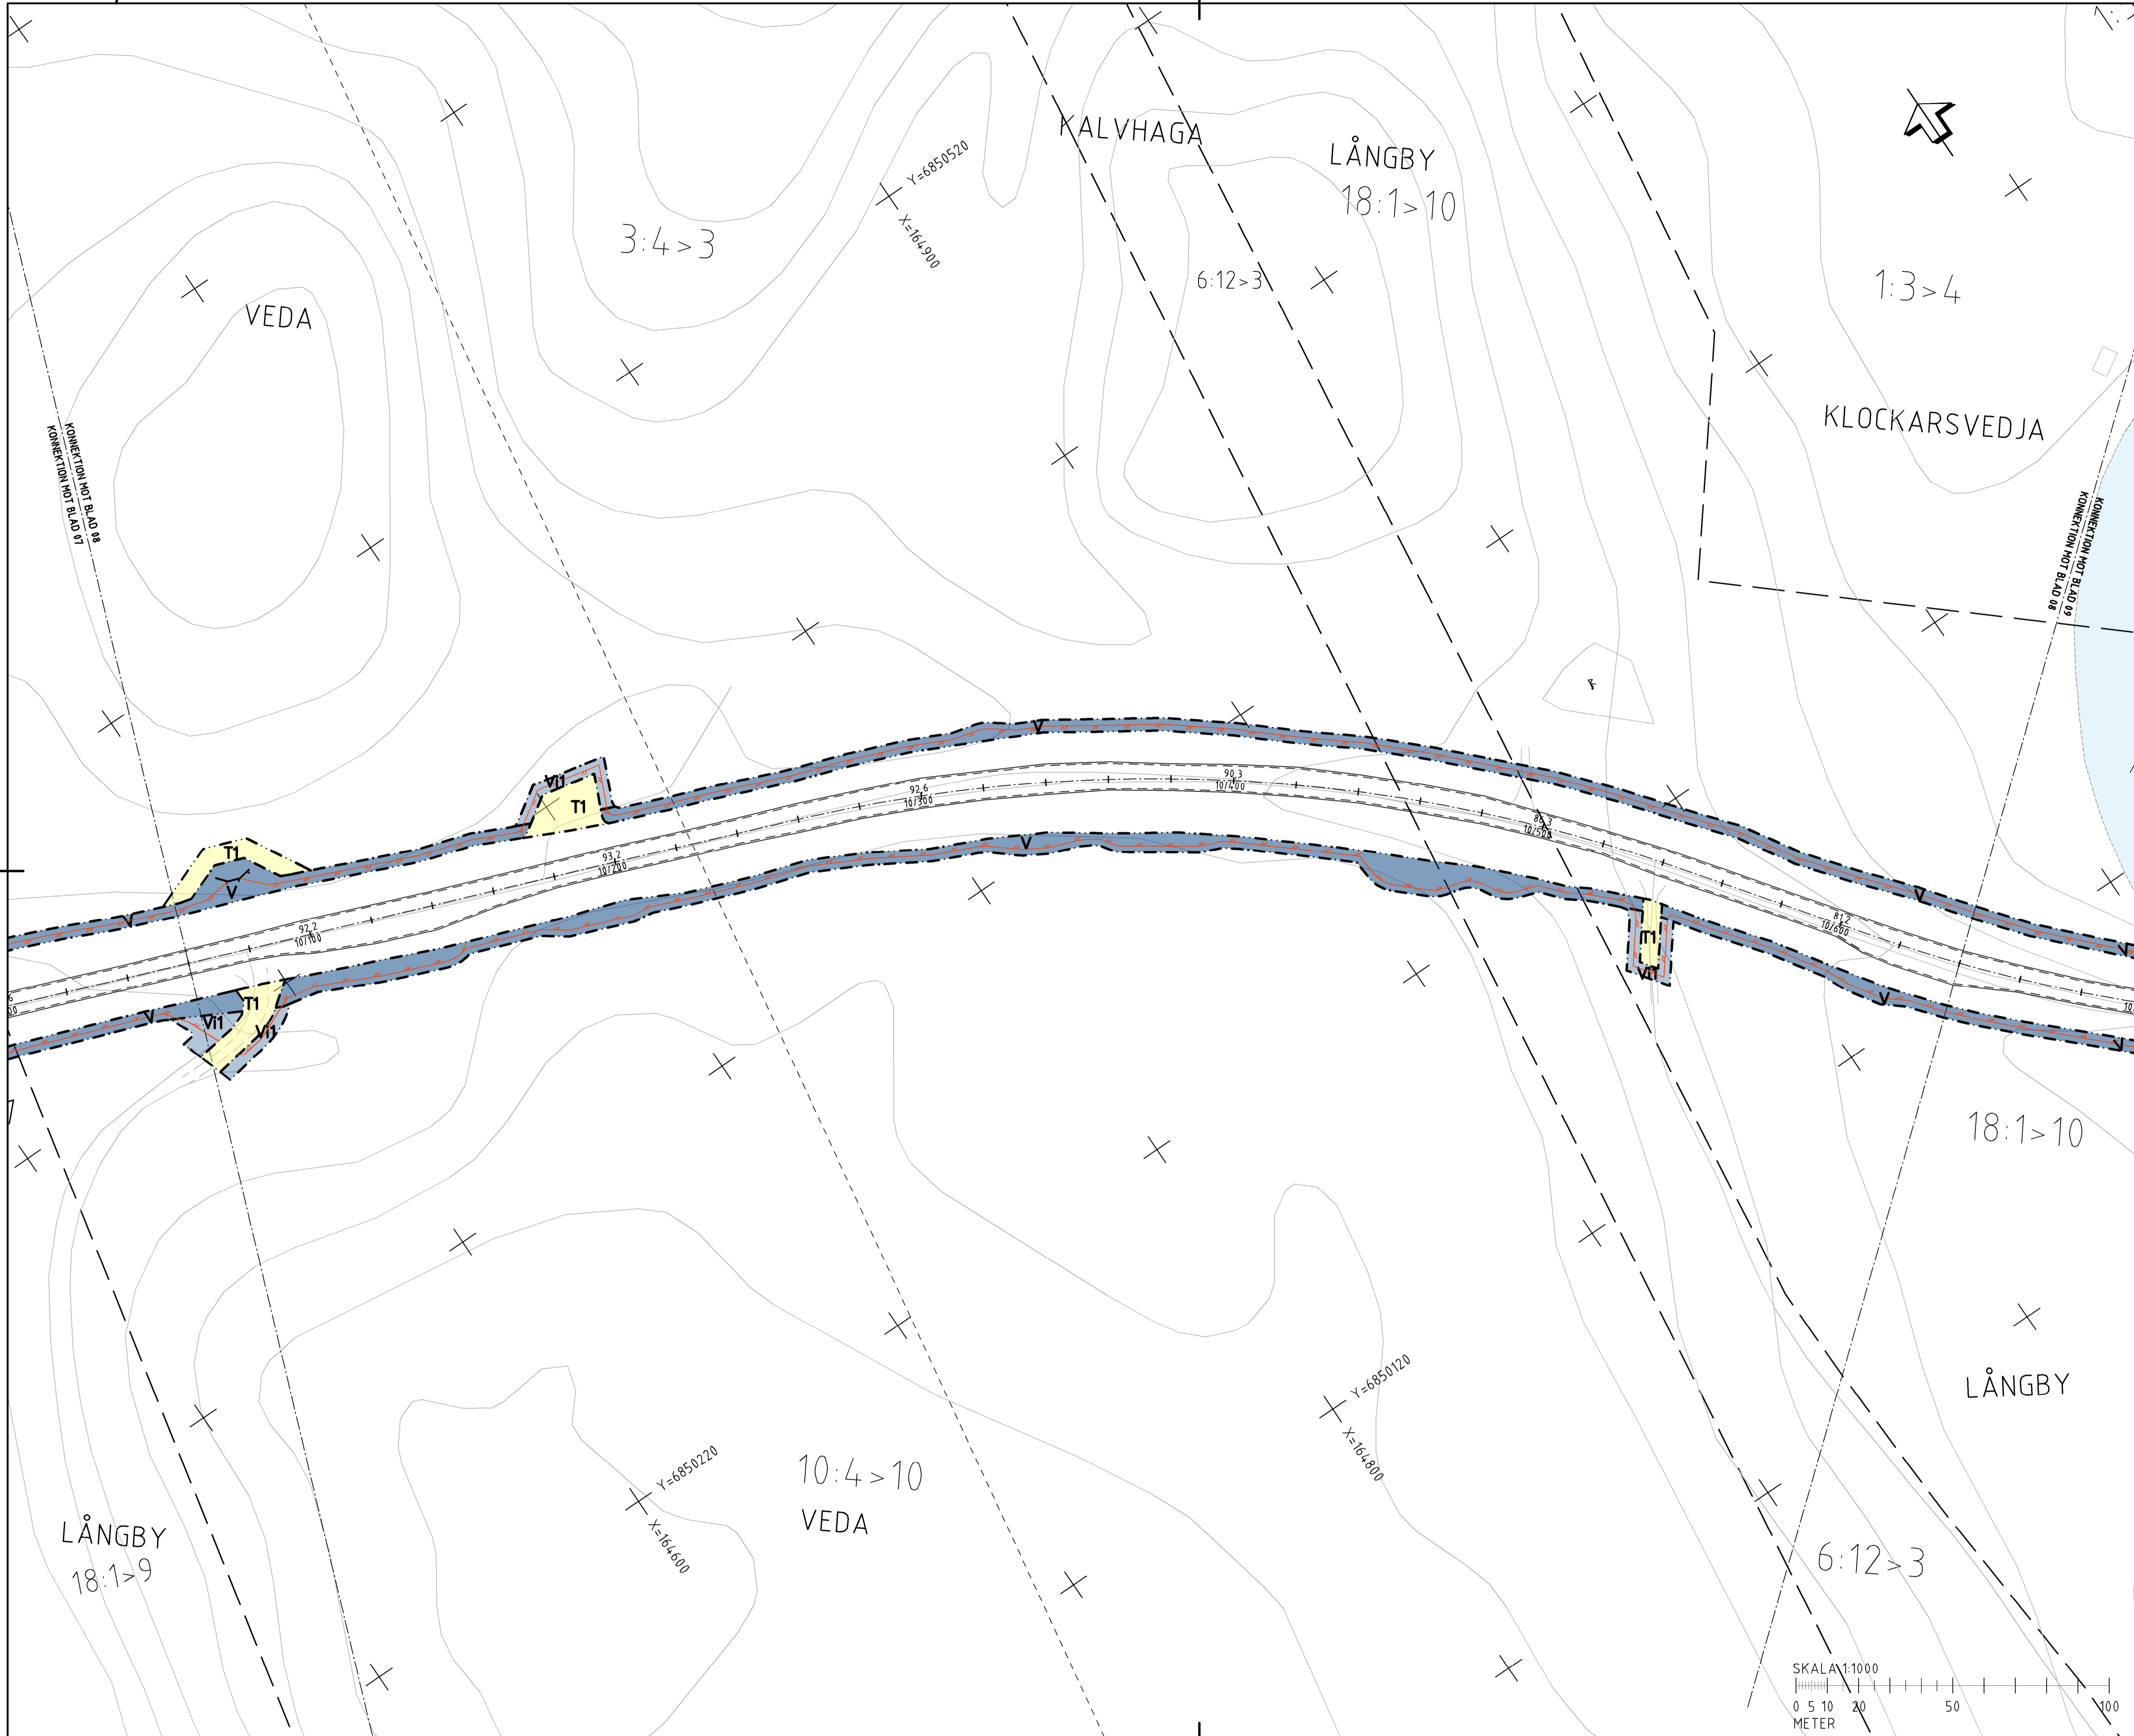 KALVHAGA
LÅNGBY
18:1>10
Y=6850520
X=164900
3:4>3
6:12>3
1:3>4
VEDA
KLOCKARSVEDJA
KONNEKTION MOT BLAD 08
KONNEKTION MOT BLAD 07
KONNEKTION MOT BLAD 09
KONNEKTION MOT BLAD 08
V
Vi1
T1
92,6
10/300
90,3
10/400
86,3
10/500
T1
V
V
93,2
10/200
V
92,2
10/100
V
81,2
10/600
V
T1
Vi1
V
V
T1
V
Vi1
Vi1
V
18:1>10
LÅNGBY
Y=6850120
X=164800
Y=6850220
X=164600
10:4>10
VEDA
LÅNGBY
18:1>9
6:12>3
SKALA 1:1000
0 5 10 20 50 100
METER